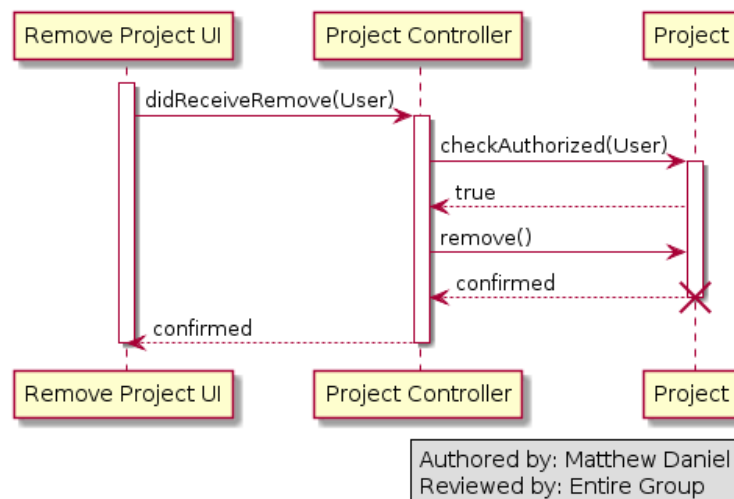 Remove Project UI
Project Controller
Project
didReceiveRemove(User)
checkAuthorized(User)
true
remove()
confirmed
confirmed
Remove Project UI
Project Controller
Project
Authored by: Matthew Daniel
Reviewed by: Entire Group